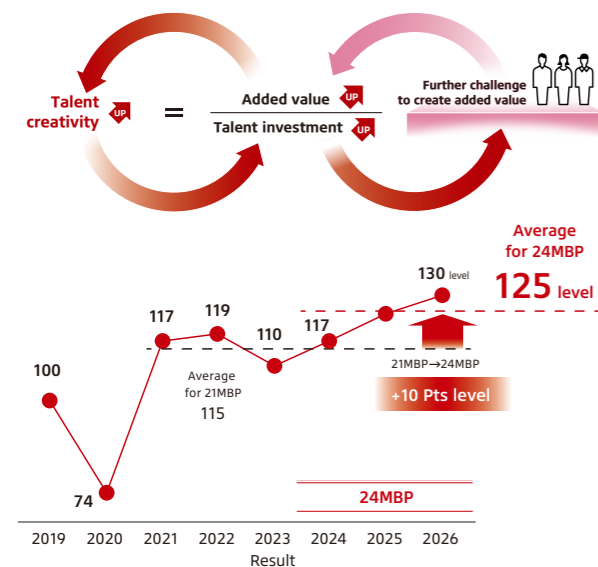 Talent
creativity
UP
=
Added value
UP
Talent investment
UP
Further challenge
to create added value
Average
for 24MBP
125 level
130 level
117
119
110
117
100
74
Average
for 21MBP
115
21MBP→24MBP
+10 Pts level
24MBP
2019 2020 2021 2022 2023 2024 2025 2026
Result